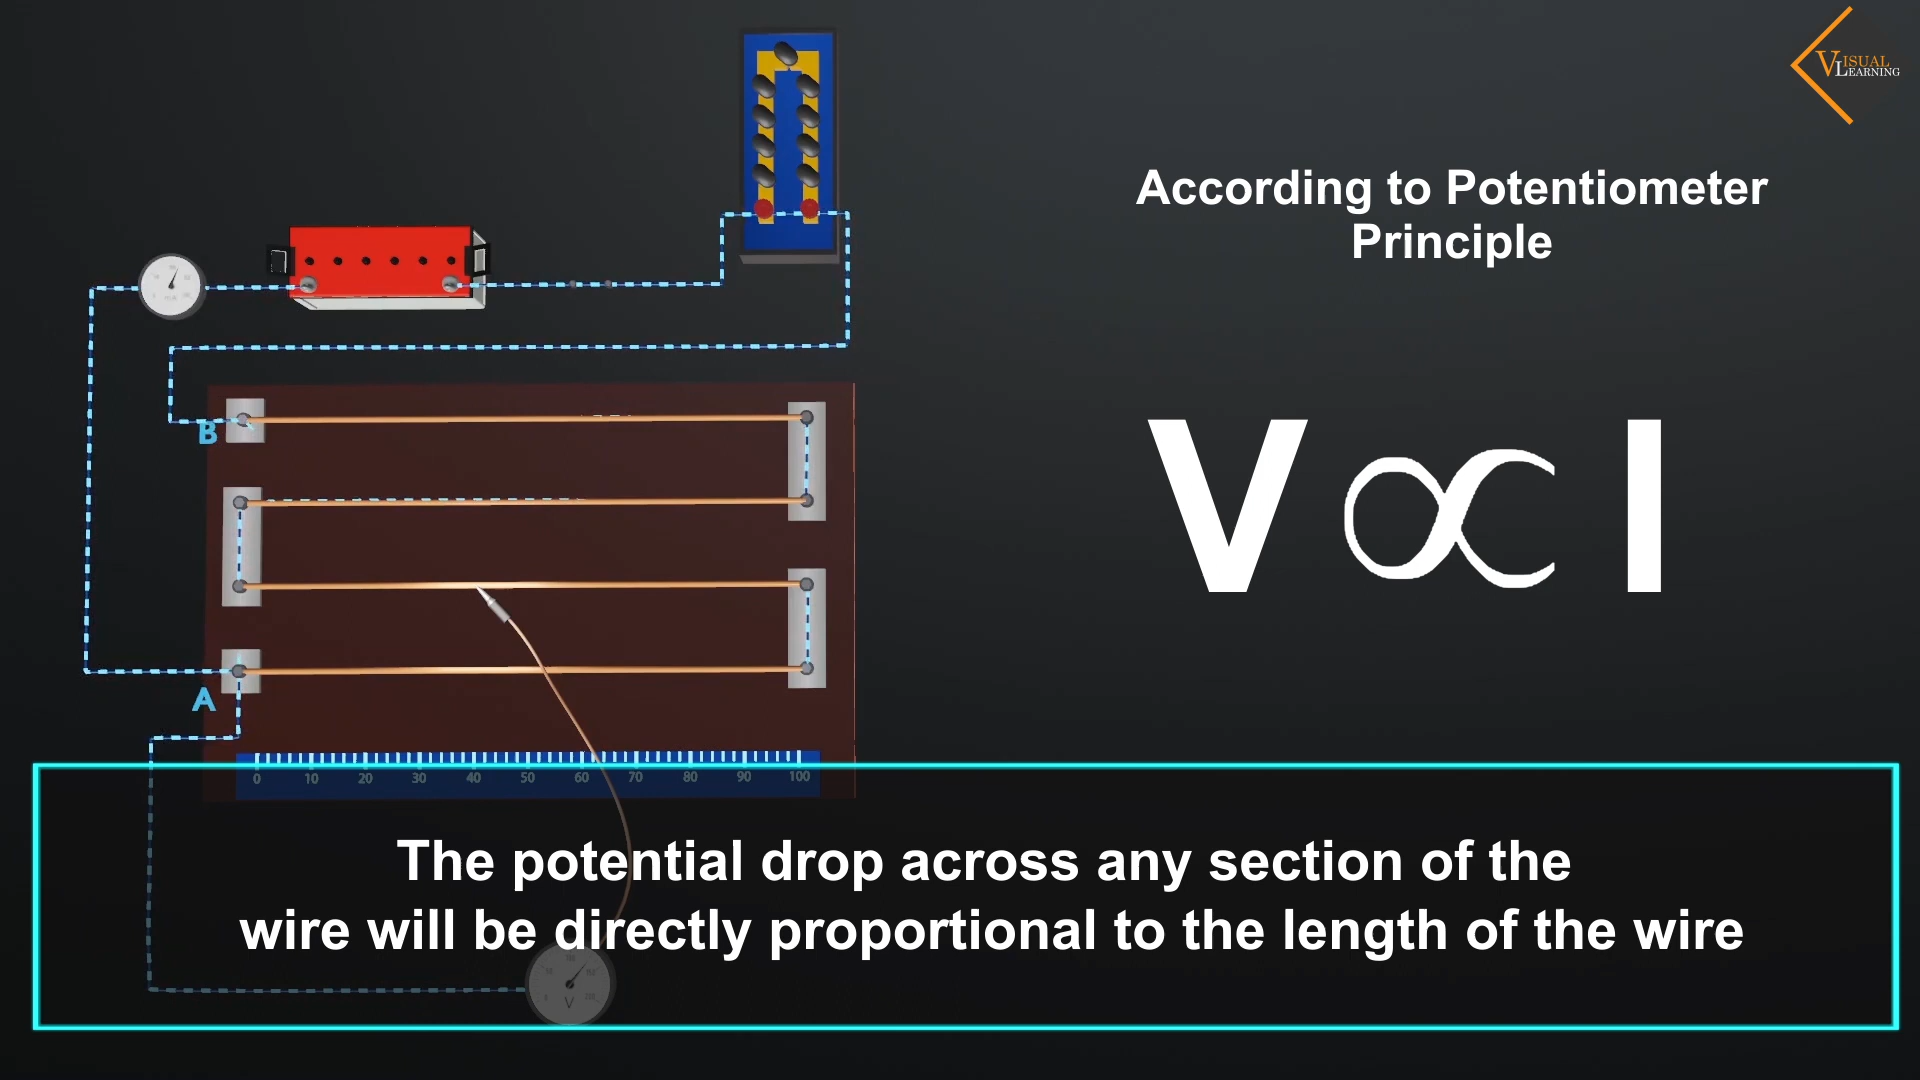 VISUAL
LEARNING
According to Potentiometer
Principle
V ∝ l
B
A
0 10 20 30 40 50 60 70 80 90 100
The potential drop across any section of the
wire will be directly proportional to the length of the wire
V